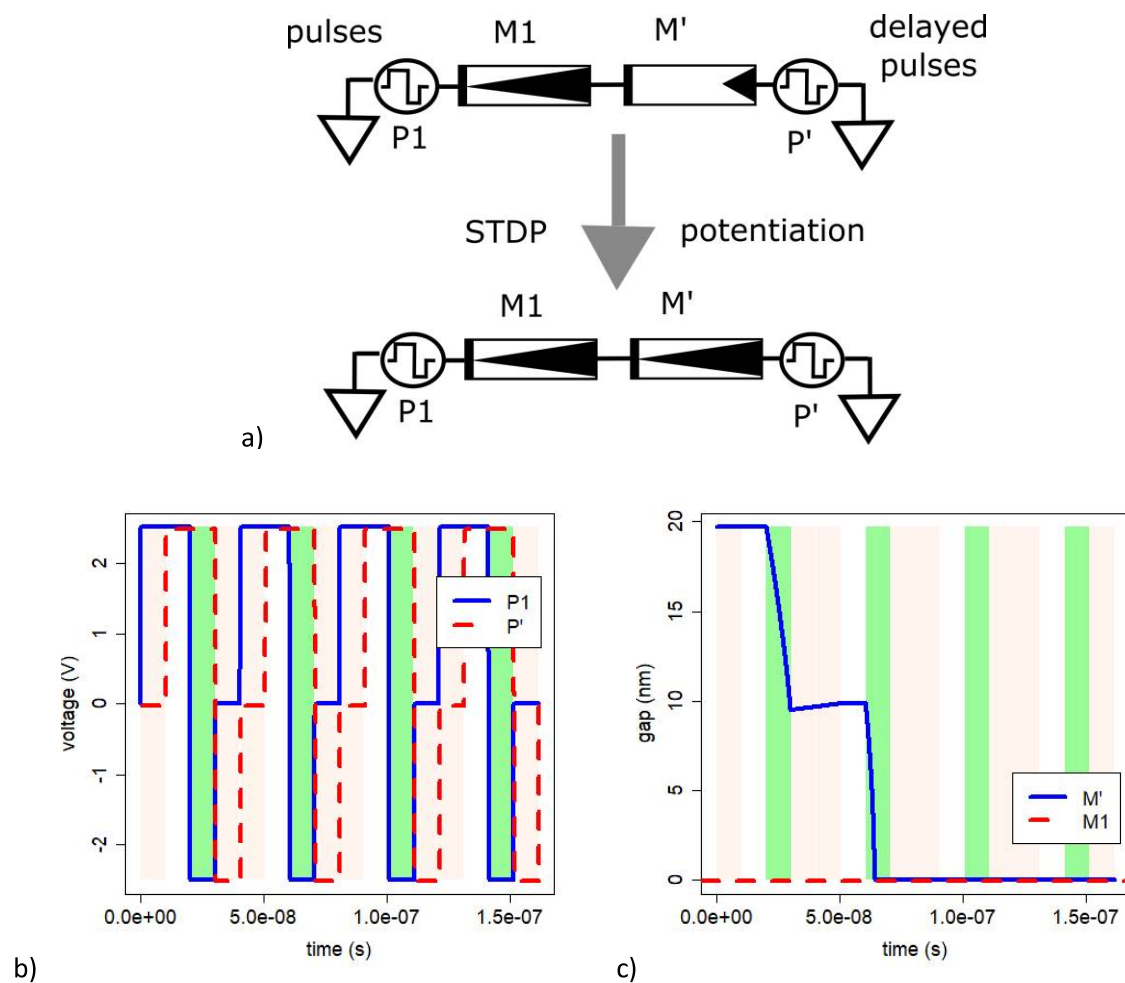 pulses M1 M' delayed
pulses
P1 P'
STDP potentiation
M1 M'
P1 P'
a)
voltage (V)
2
1
0
-1
-2
P1
P'
0.0e+00 5.0e-08 1.0e-07 1.5e-07
time (s)
b)
gap (nm)
20
15
10
5
0
M'
M1
0.0e+00 5.0e-08 1.0e-07 1.5e-07
time (s)
c)